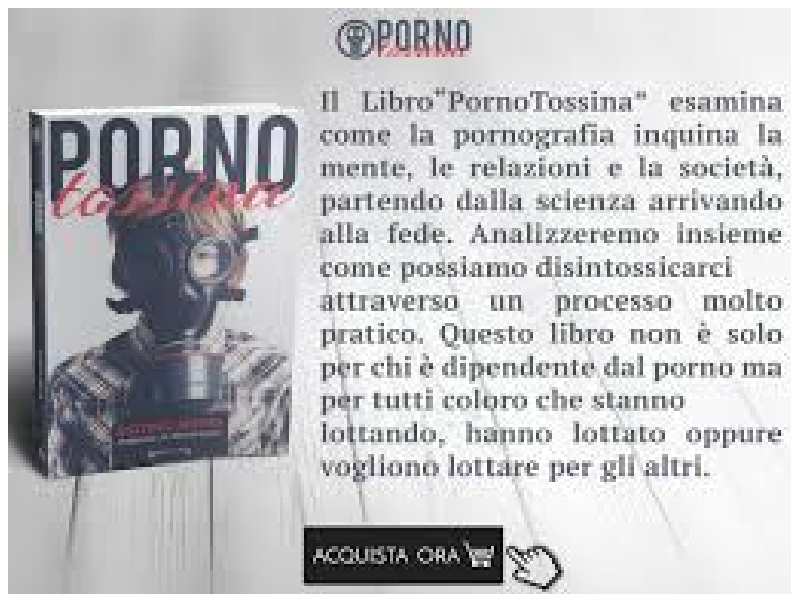 PORNO
tossina
PORNO
tossina
Il Libro“PornoTossina” esamina
come la pornografia inquina la
mente, le relazioni e la società,
partendo dalla scienza arrivando
alla fede. Analizzeremo insieme
come possiamo disintossicarci
attraverso un processo molto
pratico. Questo libro non è solo
per chi è dipendente dal porno ma
per tutti coloro che stanno
lottando, hanno lottato oppure
vogliono lottare per gli altri.
ACQUISTA ORA